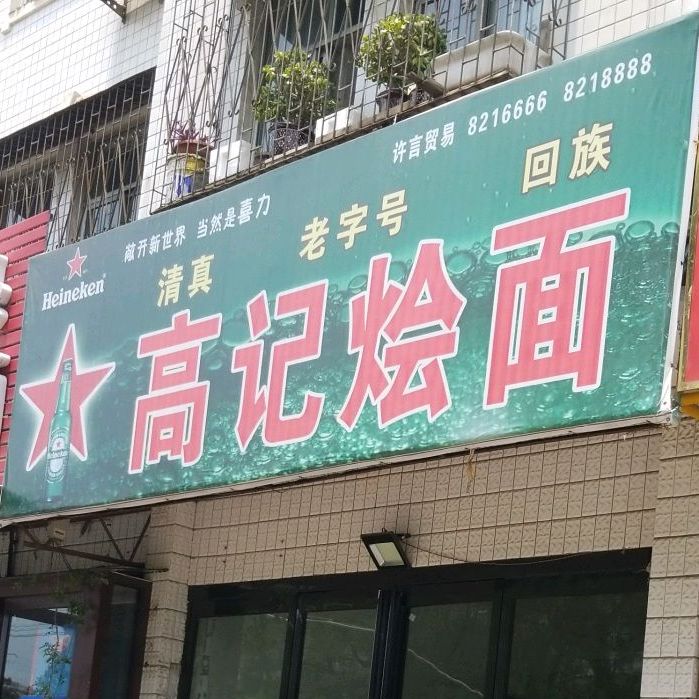 许言贸易 8216666 8218888
敞开新世界 当然是喜力
Heineken
清真 老字号 回族
高记烩面